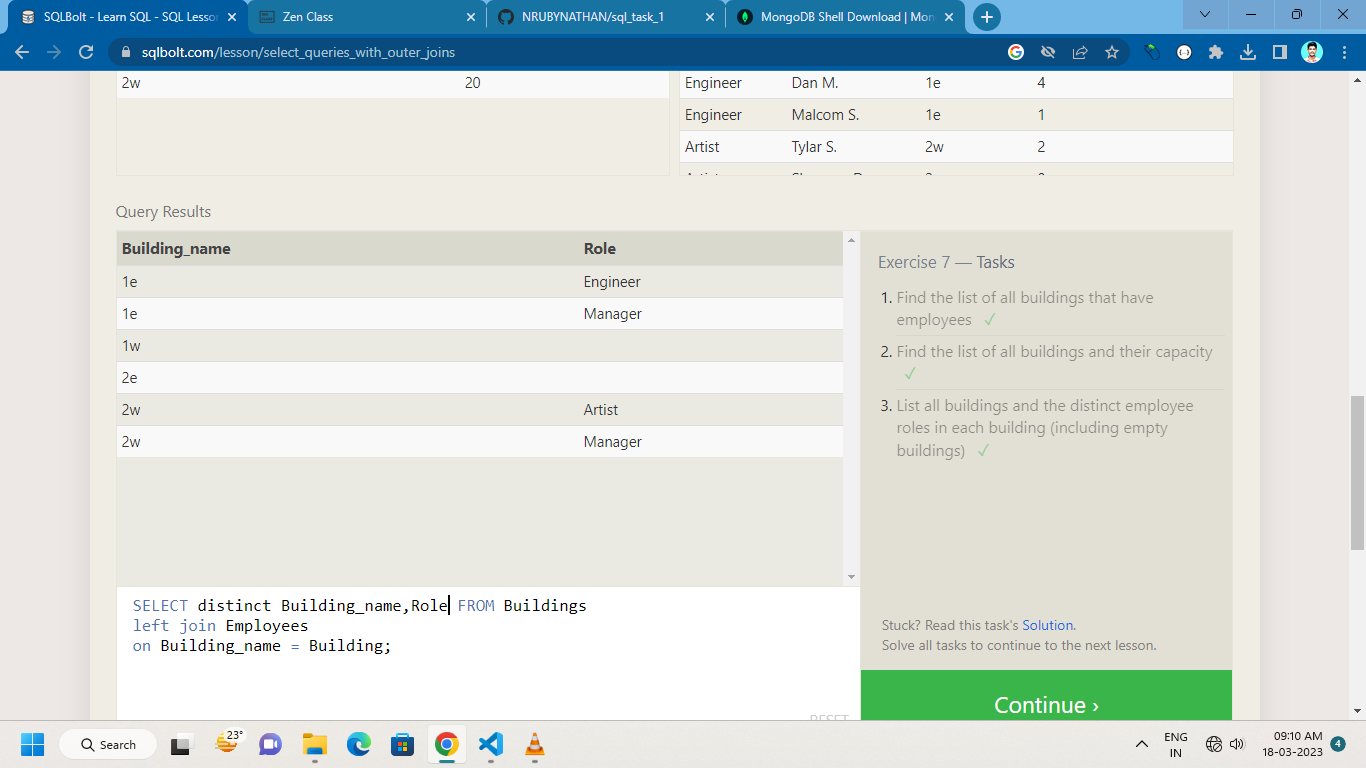 SQLBolt - Learn SQL - SQL Lesson
Zen Class
NRUBYNATHAN/sql_task_1
MongoDB Shell Download | Mon
sqlbolt.com/lesson/select_queries_with_outer_joins
2w 20
Engineer Dan M. 1e 4
Engineer Malcom S. 1e 1
Artist Tylar S. 2w 2
Query Results
Building_name Role
1e Engineer
1e Manager
1w
2e
2w Artist
2w Manager
Exercise 7 — Tasks
1. Find the list of all buildings that have
employees ✓
2. Find the list of all buildings and their capacity
✓
3. List all buildings and the distinct employee
roles in each building (including empty
buildings) ✓
SELECT distinct Building_name,Role FROM Buildings
left join Employees
on Building_name = Building;
RESET
Stuck? Read this task's Solution.
Solve all tasks to continue to the next lesson.
Continue ›
23°
Search
ENG
IN
09:10 AM
18-03-2023
4